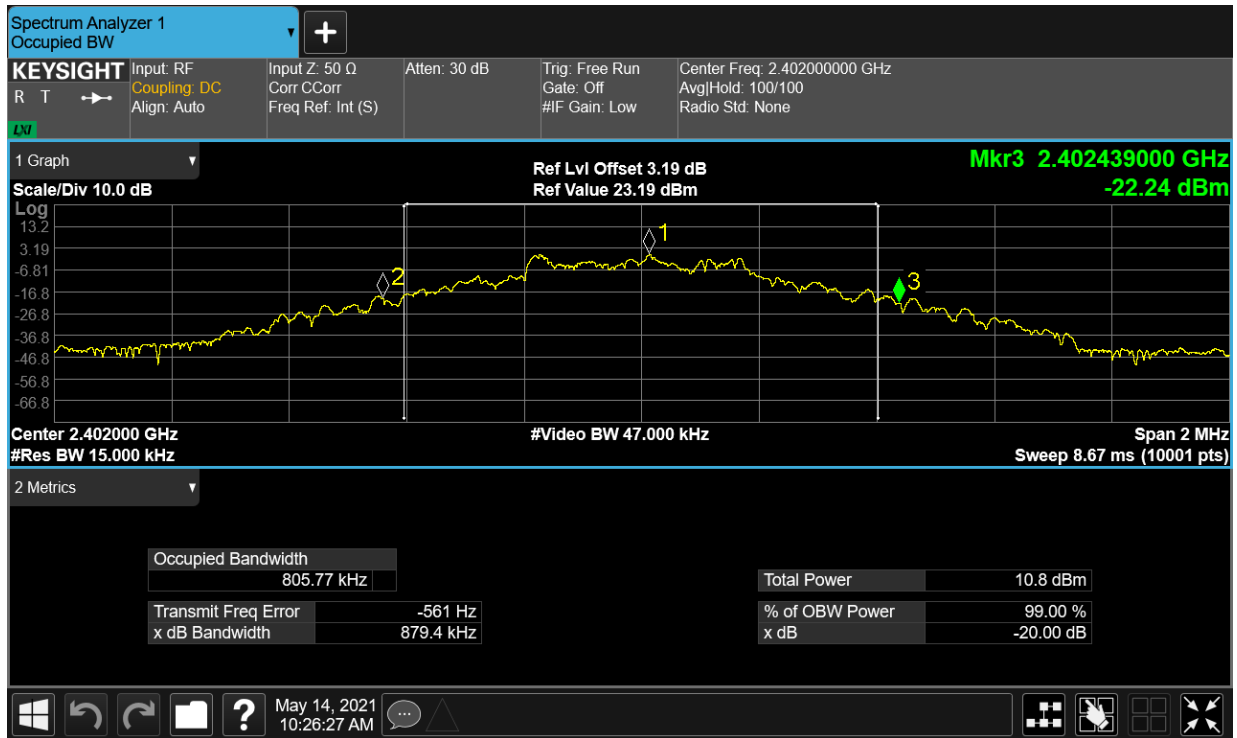 Spectrum Analyzer 1
Occupied BW
▼
+
KEYSIGHT
R T
LXI
Input: RF
Coupling: DC
Align: Auto
Input Z: 50 Ω
Corr CCorr
Freq Ref: Int (S)
Atten: 30 dB
Trig: Free Run
Gate: Off
#IF Gain: Low
Center Freq: 2.402000000 GHz
Avg|Hold: 100/100
Radio Std: None
1 Graph ▼
Scale/Div 10.0 dB
Ref Lvl Offset 3.19 dB
Ref Value 23.19 dBm
Mkr3 2.402439000 GHz
-22.24 dBm
Log
13.2
3.19
-6.81
-16.8
-26.8
-36.8
-46.8
-56.8
-66.8
1
2
3
Center 2.402000 GHz
#Res BW 15.000 kHz
#Video BW 47.000 kHz
Span 2 MHz
Sweep 8.67 ms (10001 pts)
2 Metrics ▼
Occupied Bandwidth
805.77 kHz
Transmit Freq Error -561 Hz
x dB Bandwidth 879.4 kHz
Total Power 10.8 dBm
% of OBW Power 99.00 %
x dB -20.00 dB
?
May 14, 2021
10:26:27 AM